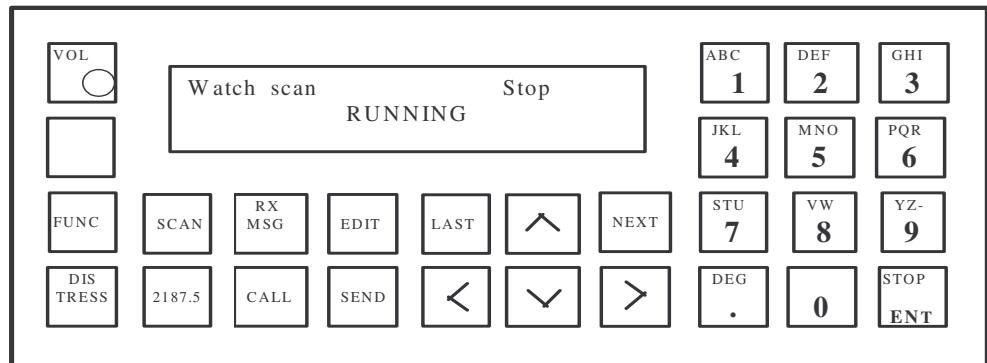 VOL
Watch scan Stop
RUNNING
ABC
1
DEF
2
GHI
3
JKL
4
MNO
5
PQR
6
FUNC
SCAN
RX
MSG
EDIT
LAST
NEXT
STU
7
VW
8
YZ-
9
DIS
TRESS
2187.5
CALL
SEND
DEG
.
0
STOP
ENT